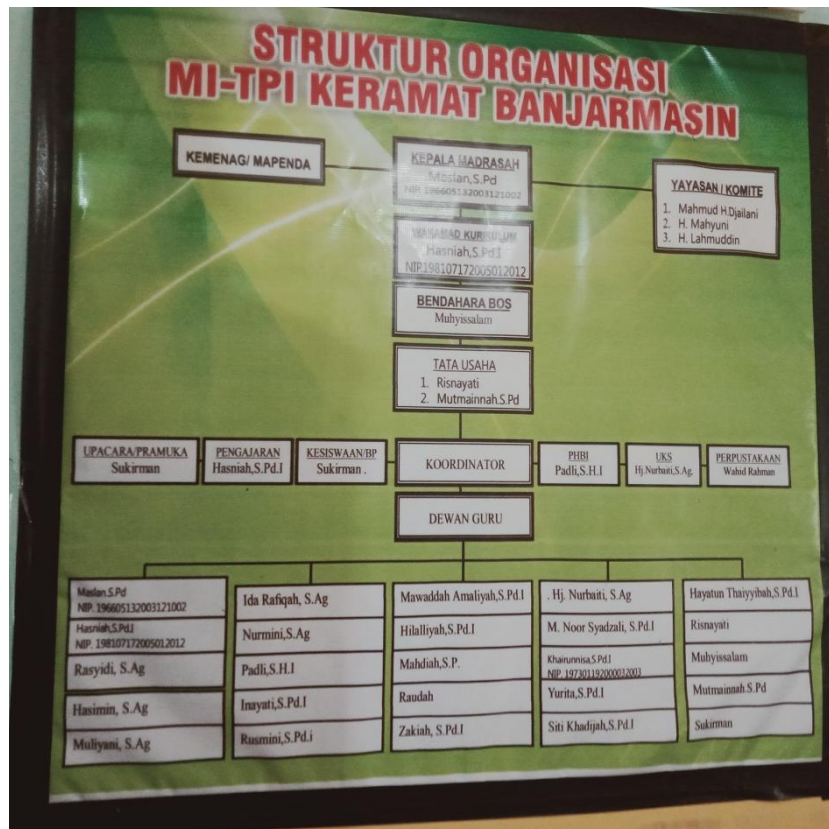 STRUKTUR ORGANISASI
MI-TPI KERAMAT BANJARMASIN
KEMENAG/ MAPENDA
KEPALA MADRASAH
Maslan,S.Pd
NIP. 196605132003121002
YAYASAN / KOMITE
1. Mahmud H.Djailani
2. H. Mahyuni
3. H. Lahmuddin
KURIKULUM
Hasniah,S.Pd.I
NIP.198107172005012012
BENDAHARA BOS
Muhyissalam
TATA USAHA
1. Risnayati
2. Mutmainnah.S.Pd
UPACARA/PRAMUKA
Sukirman
PENGAJARAN
Hasniah,S.Pd.I
KESISWAAN/BP
Sukirman .
KOORDINATOR
PHBI
Padli,S.H.I
UKS
Hj.Nurbaiti,S.Ag.
PERPUSTAKAAN
Wahid Rahman
DEWAN GURU
Maslan.S.Pd
NIP. 196605132003121002
Hasniah,S.Pd.I
NIP. 198107172005012012
Rasyidi, S.Ag
Hasimin, S.Ag
Muliyani, S.Ag
Ida Rafiqah, S.Ag
Nurmini,S.Ag
Padli,S.H.I
Inayati,S.Pd.I
Rusmini,S.Pd.i
Mawaddah Amaliyah,S.Pd.I
Hilalliyah,S.Pd.I
Mahdiah,S.P.
Raudah
Zakiah, S.Pd.I
. Hj. Nurbaiti, S.Ag
M. Noor Syadzali, S.Pd.I
Khairunnisa,S.Pd.I
NIP. 197301192000032003
Yurita,S.Pd.I
Siti Khadijah,S.Pd.I
Hayatun Thaiyyibah,S.Pd.I
Risnayati
Muhyissalam
Mutmainnah.S.Pd
Sukirman